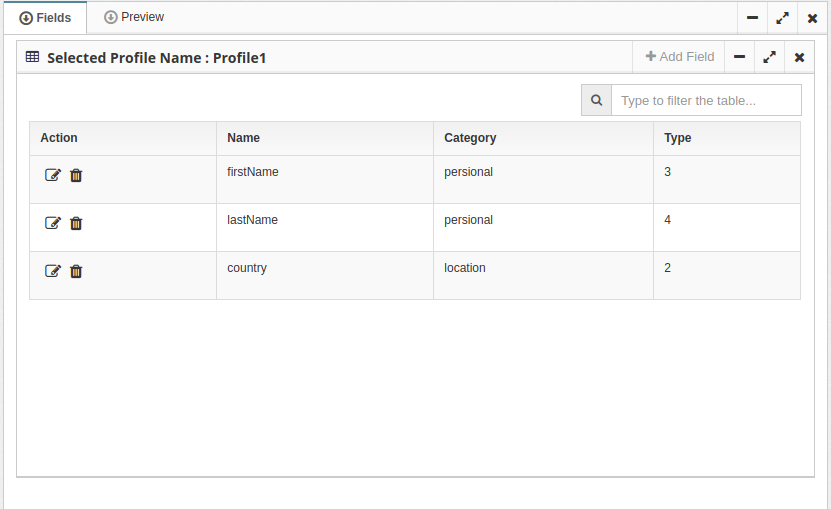 Fields Preview
Selected Profile Name : Profile1 Add Field
Type to filter the table...
Action Name Category Type
firstName persional 3
lastName persional 4
country location 2